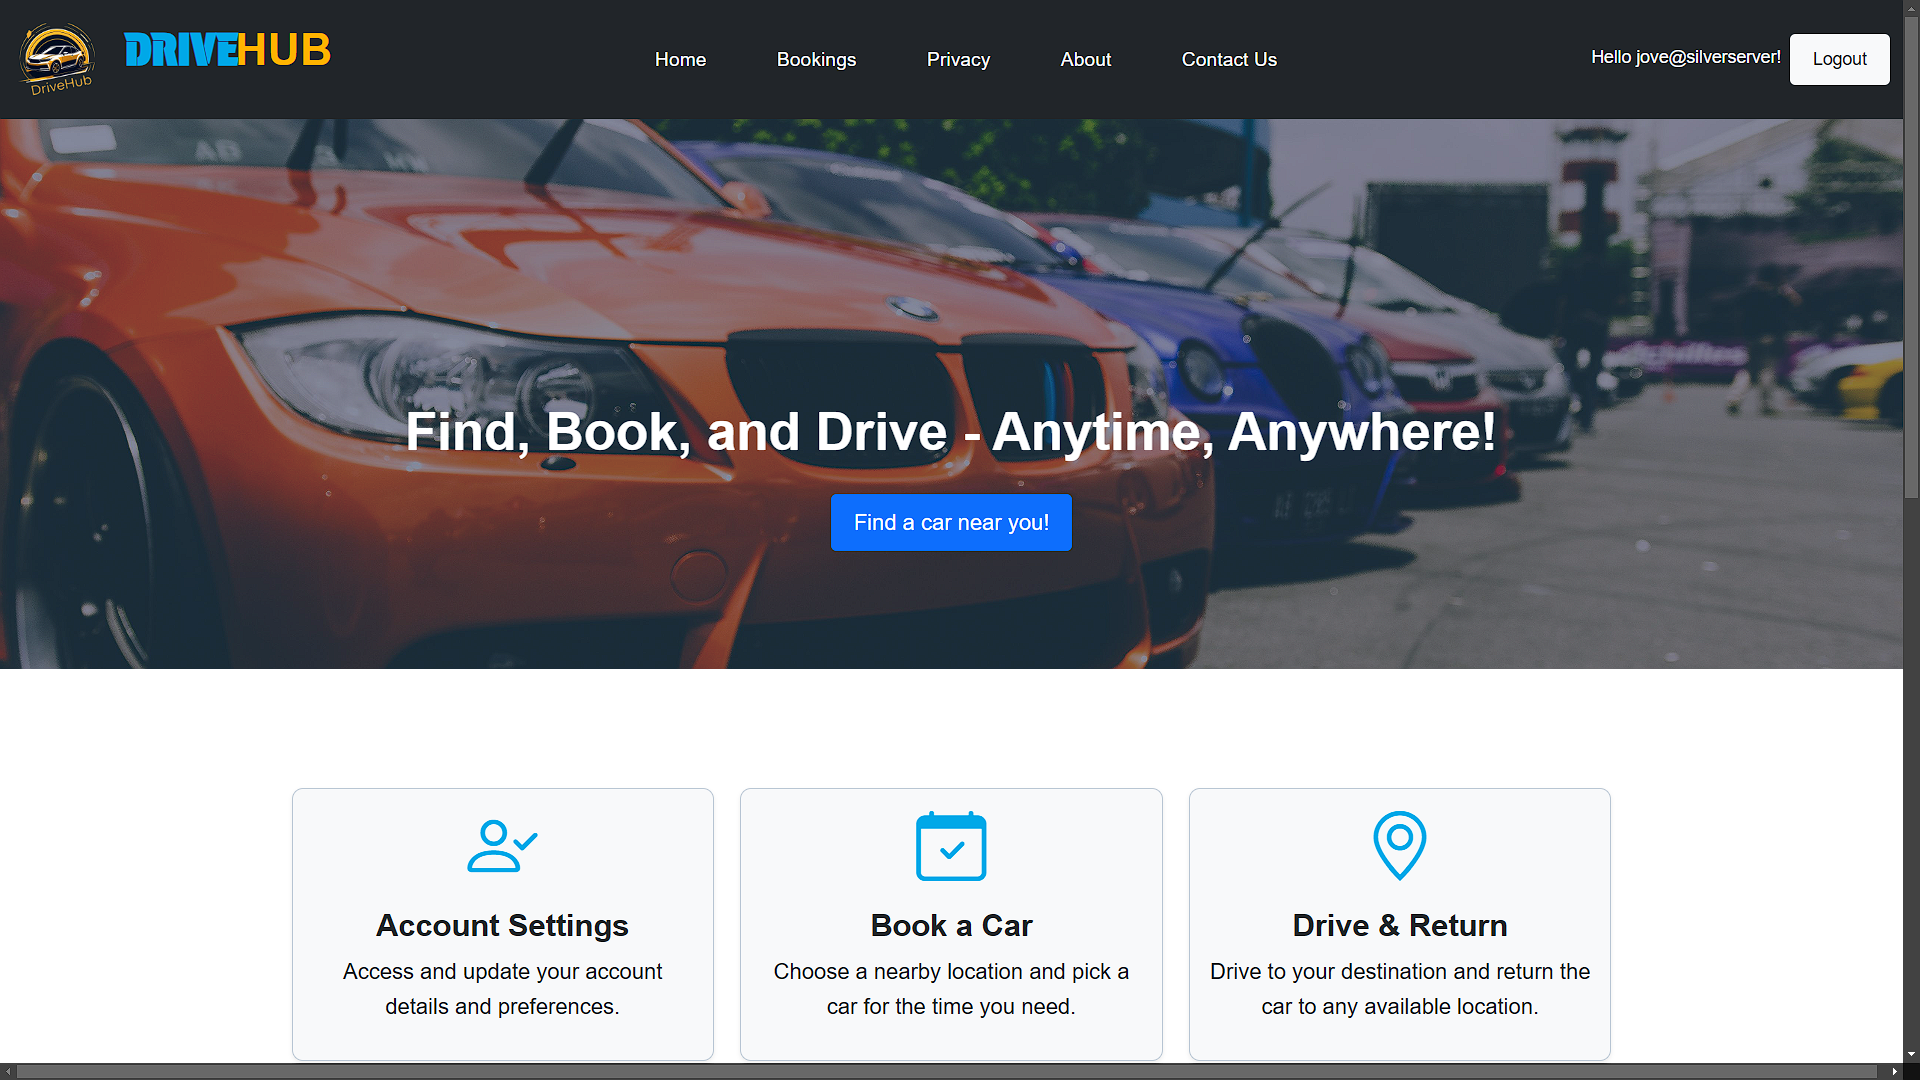 DriveHub
DRIVEHUB
Home
Bookings
Privacy
About
Contact Us
Hello jove@silverserver!
Logout
Find, Book, and Drive - Anytime, Anywhere!
Find a car near you!
Account Settings
Access and update your account
details and preferences.
Book a Car
Choose a nearby location and pick a
car for the time you need.
Drive & Return
Drive to your destination and return the
car to any available location.